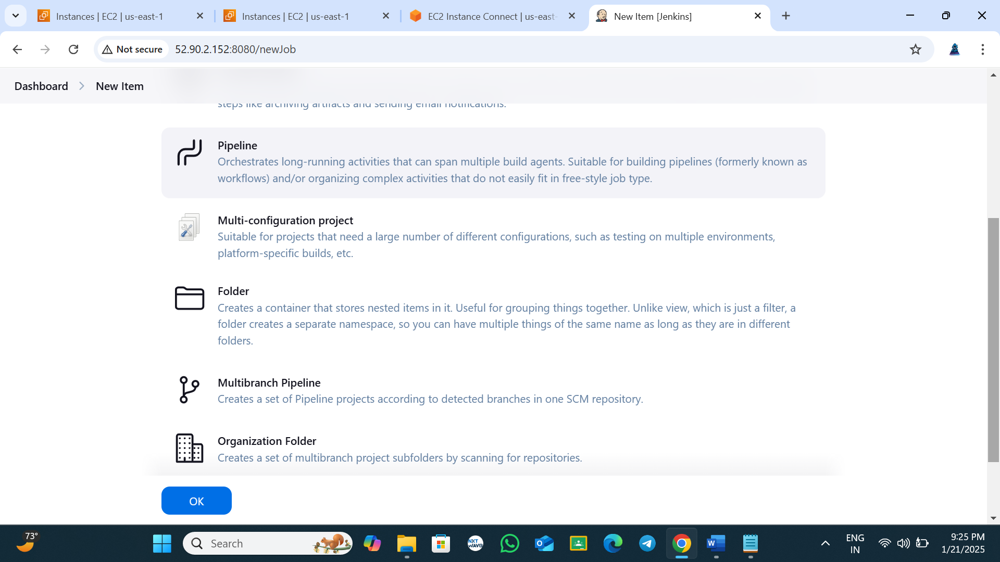 Instances | EC2 | us-east-1
Instances | EC2 | us-east-1
EC2 Instance Connect | us-east-
New Item [Jenkins]
Not secure
52.90.2.152:8080/newJob
Dashboard
New Item
steps like archiving artifacts and sending email notifications.
Pipeline
Orchestrates long-running activities that can span multiple build agents. Suitable for building pipelines (formerly known as
workflows) and/or organizing complex activities that do not easily fit in free-style job type.
Multi-configuration project
Suitable for projects that need a large number of different configurations, such as testing on multiple environments,
platform-specific builds, etc.
Folder
Creates a container that stores nested items in it. Useful for grouping things together. Unlike view, which is just a filter, a
folder creates a separate namespace, so you can have multiple things of the same name as long as they are in different
folders.
Multibranch Pipeline
Creates a set of Pipeline projects according to detected branches in one SCM repository.
Organization Folder
Creates a set of multibranch project subfolders by scanning for repositories.
OK
73°
Search
NXT
WAVE
ENG
IN
9:25 PM
1/21/2025